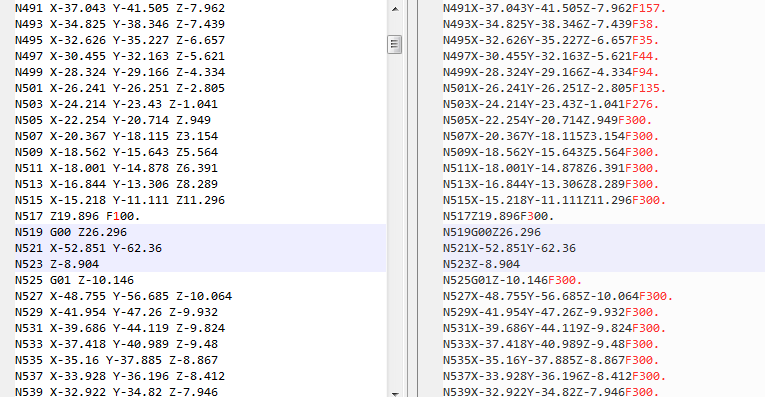 N491 X-37.043 Y-41.505 Z-7.962
N493 X-34.825 Y-38.346 Z-7.439
N495 X-32.626 Y-35.227 Z-6.657
N497 X-30.455 Y-32.163 Z-5.621
N499 X-28.324 Y-29.166 Z-4.334
N501 X-26.241 Y-26.251 Z-2.805
N503 X-24.214 Y-23.43 Z-1.041
N505 X-22.254 Y-20.714 Z.949
N507 X-20.367 Y-18.115 Z3.154
N509 X-18.562 Y-15.643 Z5.564
N511 X-18.001 Y-14.878 Z6.391
N513 X-16.844 Y-13.306 Z8.289
N515 X-15.218 Y-11.111 Z11.296
N517 Z19.896 F100.
N519 G00 Z26.296
N521 X-52.851 Y-62.36
N523 Z-8.904
N525 G01 Z-10.146
N527 X-48.755 Y-56.685 Z-10.064
N529 X-41.954 Y-47.26 Z-9.932
N531 X-39.686 Y-44.119 Z-9.824
N533 X-37.418 Y-40.989 Z-9.48
N535 X-35.16 Y-37.885 Z-8.867
N537 X-33.928 Y-36.196 Z-8.412
N539 X-32.922 Y-34.82 Z-7.946
N491X-37.043Y-41.505Z-7.962F157.
N493X-34.825Y-38.346Z-7.439F38.
N495X-32.626Y-35.227Z-6.657F35.
N497X-30.455Y-32.163Z-5.621F44.
N499X-28.324Y-29.166Z-4.334F94.
N501X-26.241Y-26.251Z-2.805F135.
N503X-24.214Y-23.43Z-1.041F276.
N505X-22.254Y-20.714Z.949F300.
N507X-20.367Y-18.115Z3.154F300.
N509X-18.562Y-15.643Z5.564F300.
N511X-18.001Y-14.878Z6.391F300.
N513X-16.844Y-13.306Z8.289F300.
N515X-15.218Y-11.111Z11.296F300.
N517Z19.896F300.
N519G00Z26.296
N521X-52.851Y-62.36
N523Z-8.904
N525G01Z-10.146F300.
N527X-48.755Y-56.685Z-10.064F300.
N529X-41.954Y-47.26Z-9.932F300.
N531X-39.686Y-44.119Z-9.824F300.
N533X-37.418Y-40.989Z-9.48F300.
N535X-35.16Y-37.885Z-8.867F300.
N537X-33.928Y-36.196Z-8.412F300.
N539X-32.922Y-34.82Z-7.946F300.